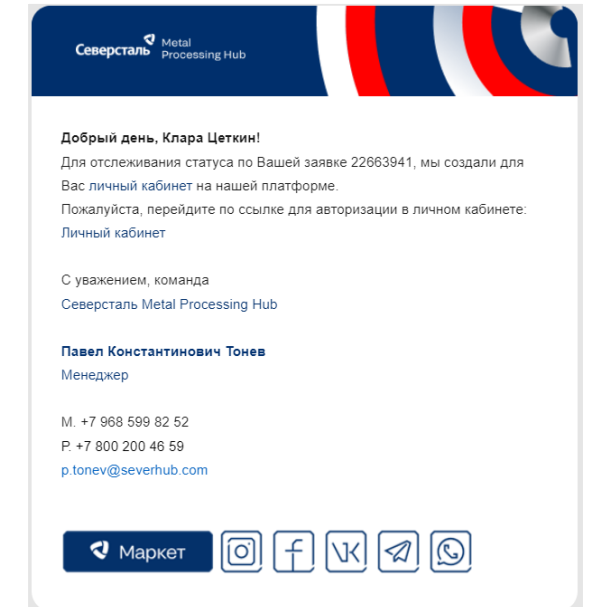 Северсталь Metal
Processing Hub
Добрый день, Клара Цеткин!
Для отслеживания статуса по Вашей заявке 22663941, мы создали для
Вас личный кабинет на нашей платформе.
Пожалуйста, перейдите по ссылке для авторизации в личном кабинете:
Личный кабинет
С уважением, команда
Северсталь Metal Processing Hub
Павел Константинович Тонев
Менеджер
М. +7 968 599 82 52
Р. +7 800 200 46 59
p.tonev@severhub.com
Маркет